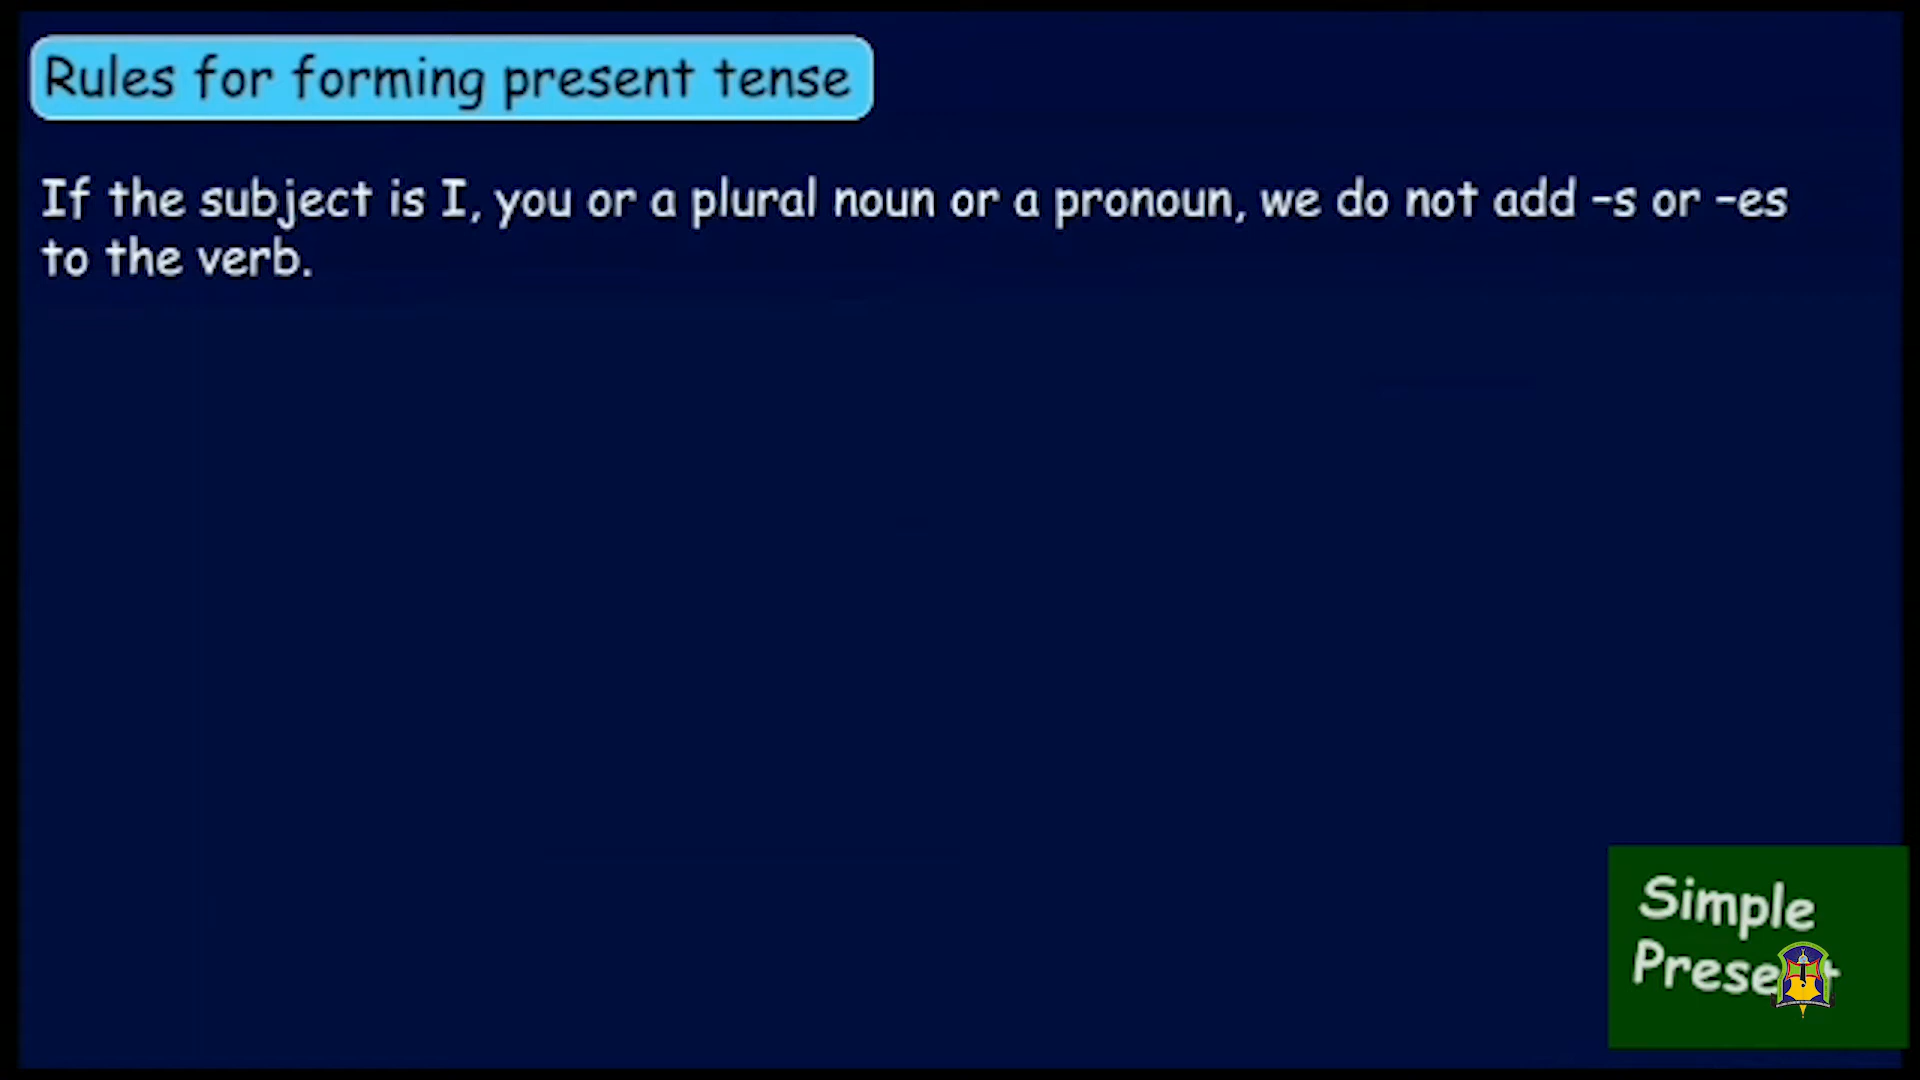 Rules for forming present tense
If the subject is I, you or a plural noun or a pronoun, we do not add –s or –es
to the verb.
Simple
Present